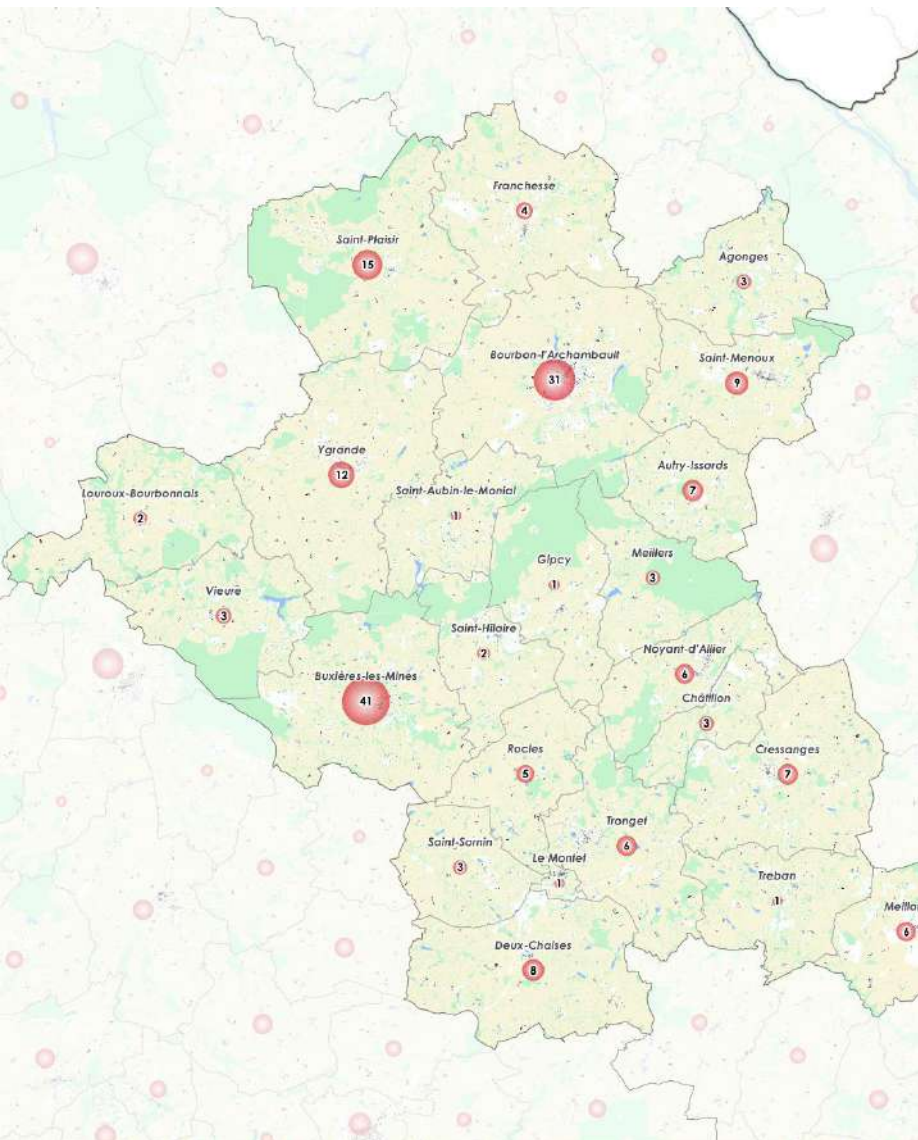 Franchesse
4
Saint-Plaisir
15
Agonges
3
Bourbon-l'Archambault
31
Saint-Menoux
9
Ygrande
12
Autry-Issards
7
Louroux-Bourbonnais
2
Saint-Aubin-le-Monial
1
Gipcy
1
Meillers
3
Vieure
3
Saint-Hilaire
2
Noyant-d'Allier
6
Buxières-les-Mines
41
Châtillon
3
Rocles
5
Cressanges
7
Tronget
6
Saint-Sornin
3
Le Montet
1
Treban
1
Meillar
6
Deux-Chaises
8